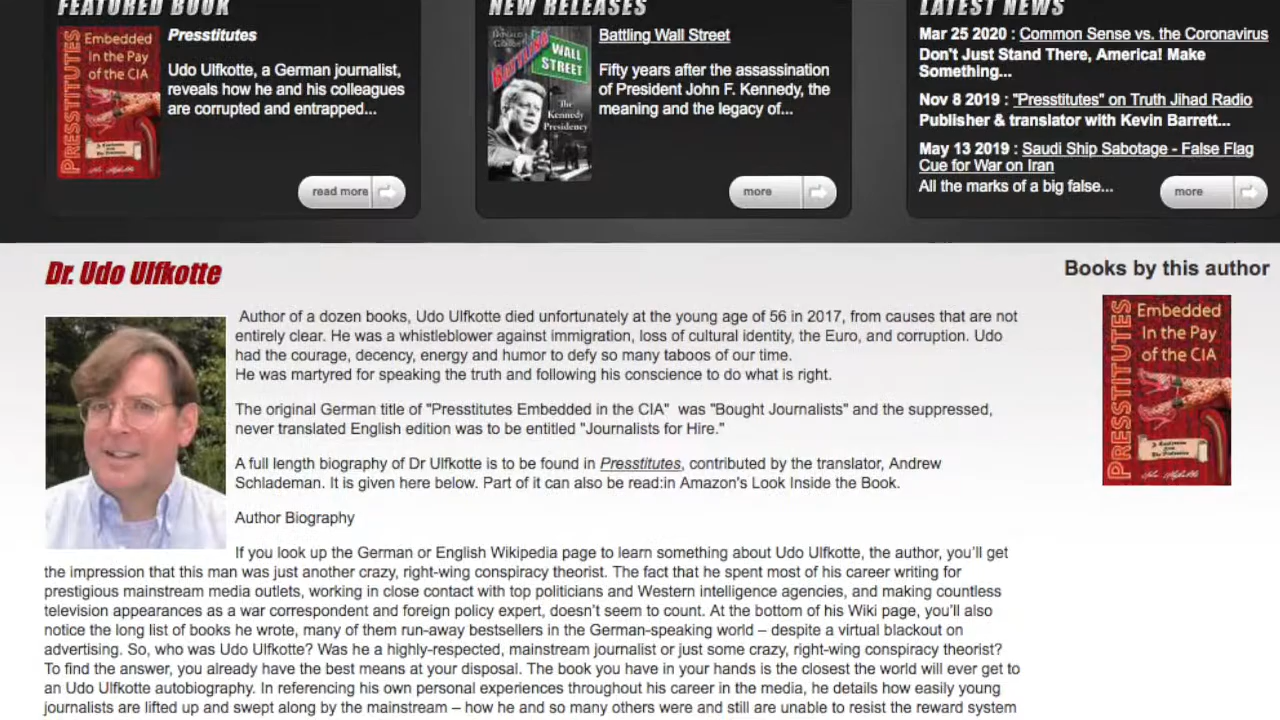 FEATURED BOOK
Presstitutes
Udo Ulfkotte, a German journalist,
reveals how he and his colleagues
are corrupted and entrapped...
read more
PRESSTITUTES
Embedded
In the Pay
of the CIA
NEW RELEASES
Battling Wall Street
Fifty years after the assassination
of President John F. Kennedy, the
meaning and the legacy of...
more
BATTLING
WALL
STREET
The
Kennedy
Presidency
LATEST NEWS
Mar 25 2020 : Common Sense vs. the Coronavirus
Don't Just Stand There, America! Make
Something...
Nov 8 2019 : "Presstitutes" on Truth Jihad Radio
Publisher & translator with Kevin Barrett...
May 13 2019 : Saudi Ship Sabotage - False Flag
Cue for War on Iran
All the marks of a big false...
more
Dr. Udo Ulfkotte
Author of a dozen books, Udo Ulfkotte died unfortunately at the young age of 56 in 2017, from causes that are not
entirely clear. He was a whistleblower against immigration, loss of cultural identity, the Euro, and corruption. Udo
had the courage, decency, energy and humor to defy so many taboos of our time.
He was martyred for speaking the truth and following his conscience to do what is right.
The original German title of "Presstitutes Embedded in the CIA" was "Bought Journalists" and the suppressed,
never translated English edition was to be entitled "Journalists for Hire."
A full length biography of Dr Ulfkotte is to be found in Presstitutes, contributed by the translator, Andrew
Schlademan. It is given here below. Part of it can also be read:in Amazon's Look Inside the Book.
Author Biography
If you look up the German or English Wikipedia page to learn something about Udo Ulfkotte, the author, you'll get
the impression that this man was just another crazy, right-wing conspiracy theorist. The fact that he spent most of his career writing for
prestigious mainstream media outlets, working in close contact with top politicians and Western intelligence agencies, and making countless
television appearances as a war correspondent and foreign policy expert, doesn't seem to count. At the bottom of his Wiki page, you'll also
notice the long list of books he wrote, many of them run-away bestsellers in the German-speaking world – despite a virtual blackout on
advertising. So, who was Udo Ulfkotte? Was he a highly-respected, mainstream journalist or just some crazy, right-wing conspiracy theorist?
To find the answer, you already have the best means at your disposal. The book you have in your hands is the closest the world will ever get to
an Udo Ulfkotte autobiography. In referencing his own personal experiences throughout his career in the media, he details how easily young
journalists are lifted up and swept along by the mainstream – how he and so many others were and still are unable to resist the reward system
Books by this author
PRESSTITUTES
Embedded
In the Pay
of the CIA